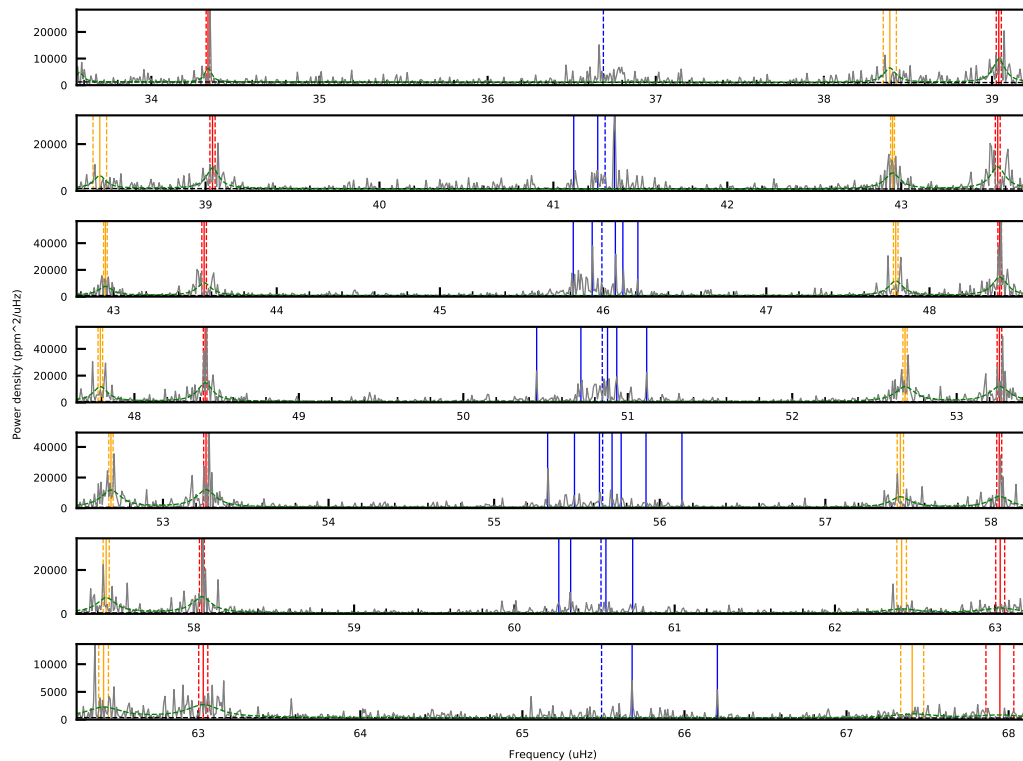 20000
10000
0
34 35 36 37 38 39
20000
0
39 40 41 42 43
40000
20000
0
43 44 45 46 47 48
Power density (ppm^2/uHz)
40000
20000
0
48 49 50 51 52 53
40000
20000
0
53 54 55 56 57 58
20000
0
58 59 60 61 62 63
10000
5000
0
63 64 65 66 67 68
Frequency (uHz)